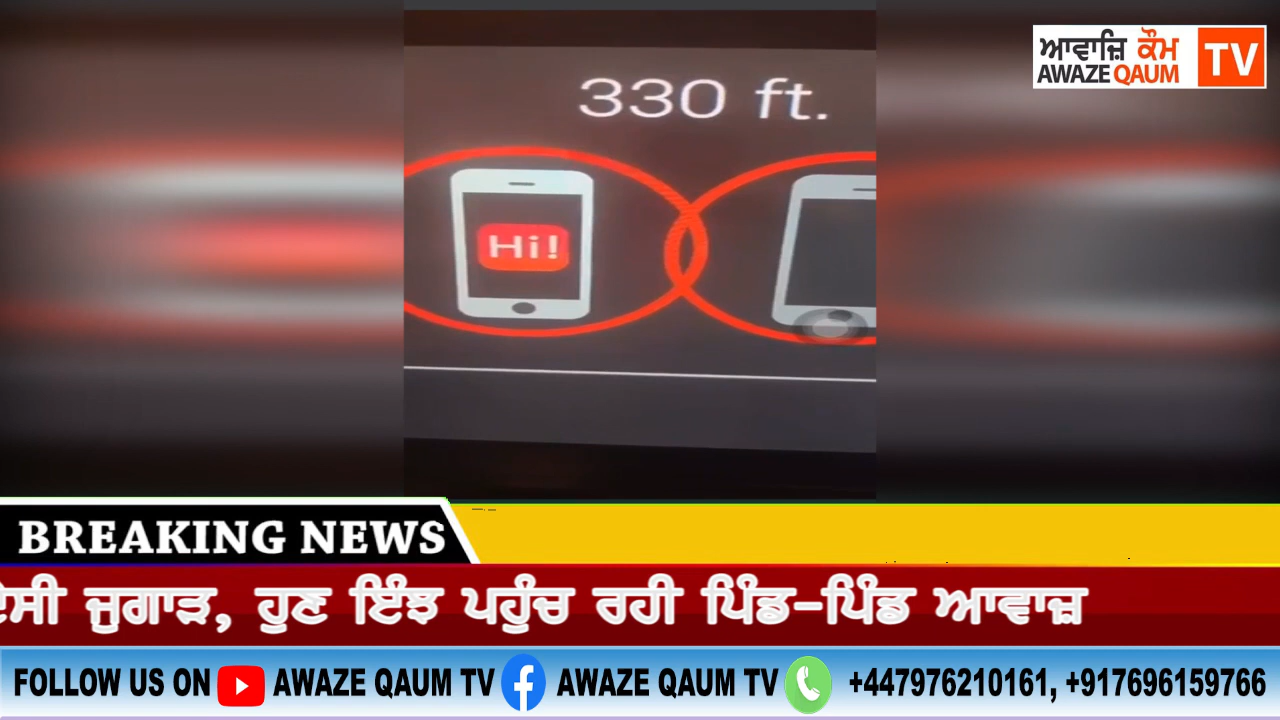 ਆਵਾਜ਼ਿ ਕੌਮ
AWAZE QAUM
TV
330 ft.
Hi!
BREAKING NEWS
ਜੁਗਾੜ, ਹੁਣ ਇੰਝ ਪਹੁੰਚ ਰਹੀ ਪਿੰਡ-ਪਿੰਡ ਆਵਾਜ਼
FOLLOW US ON AWAZE QAUM TV AWAZE QAUM TV +447976210161, +917696159766